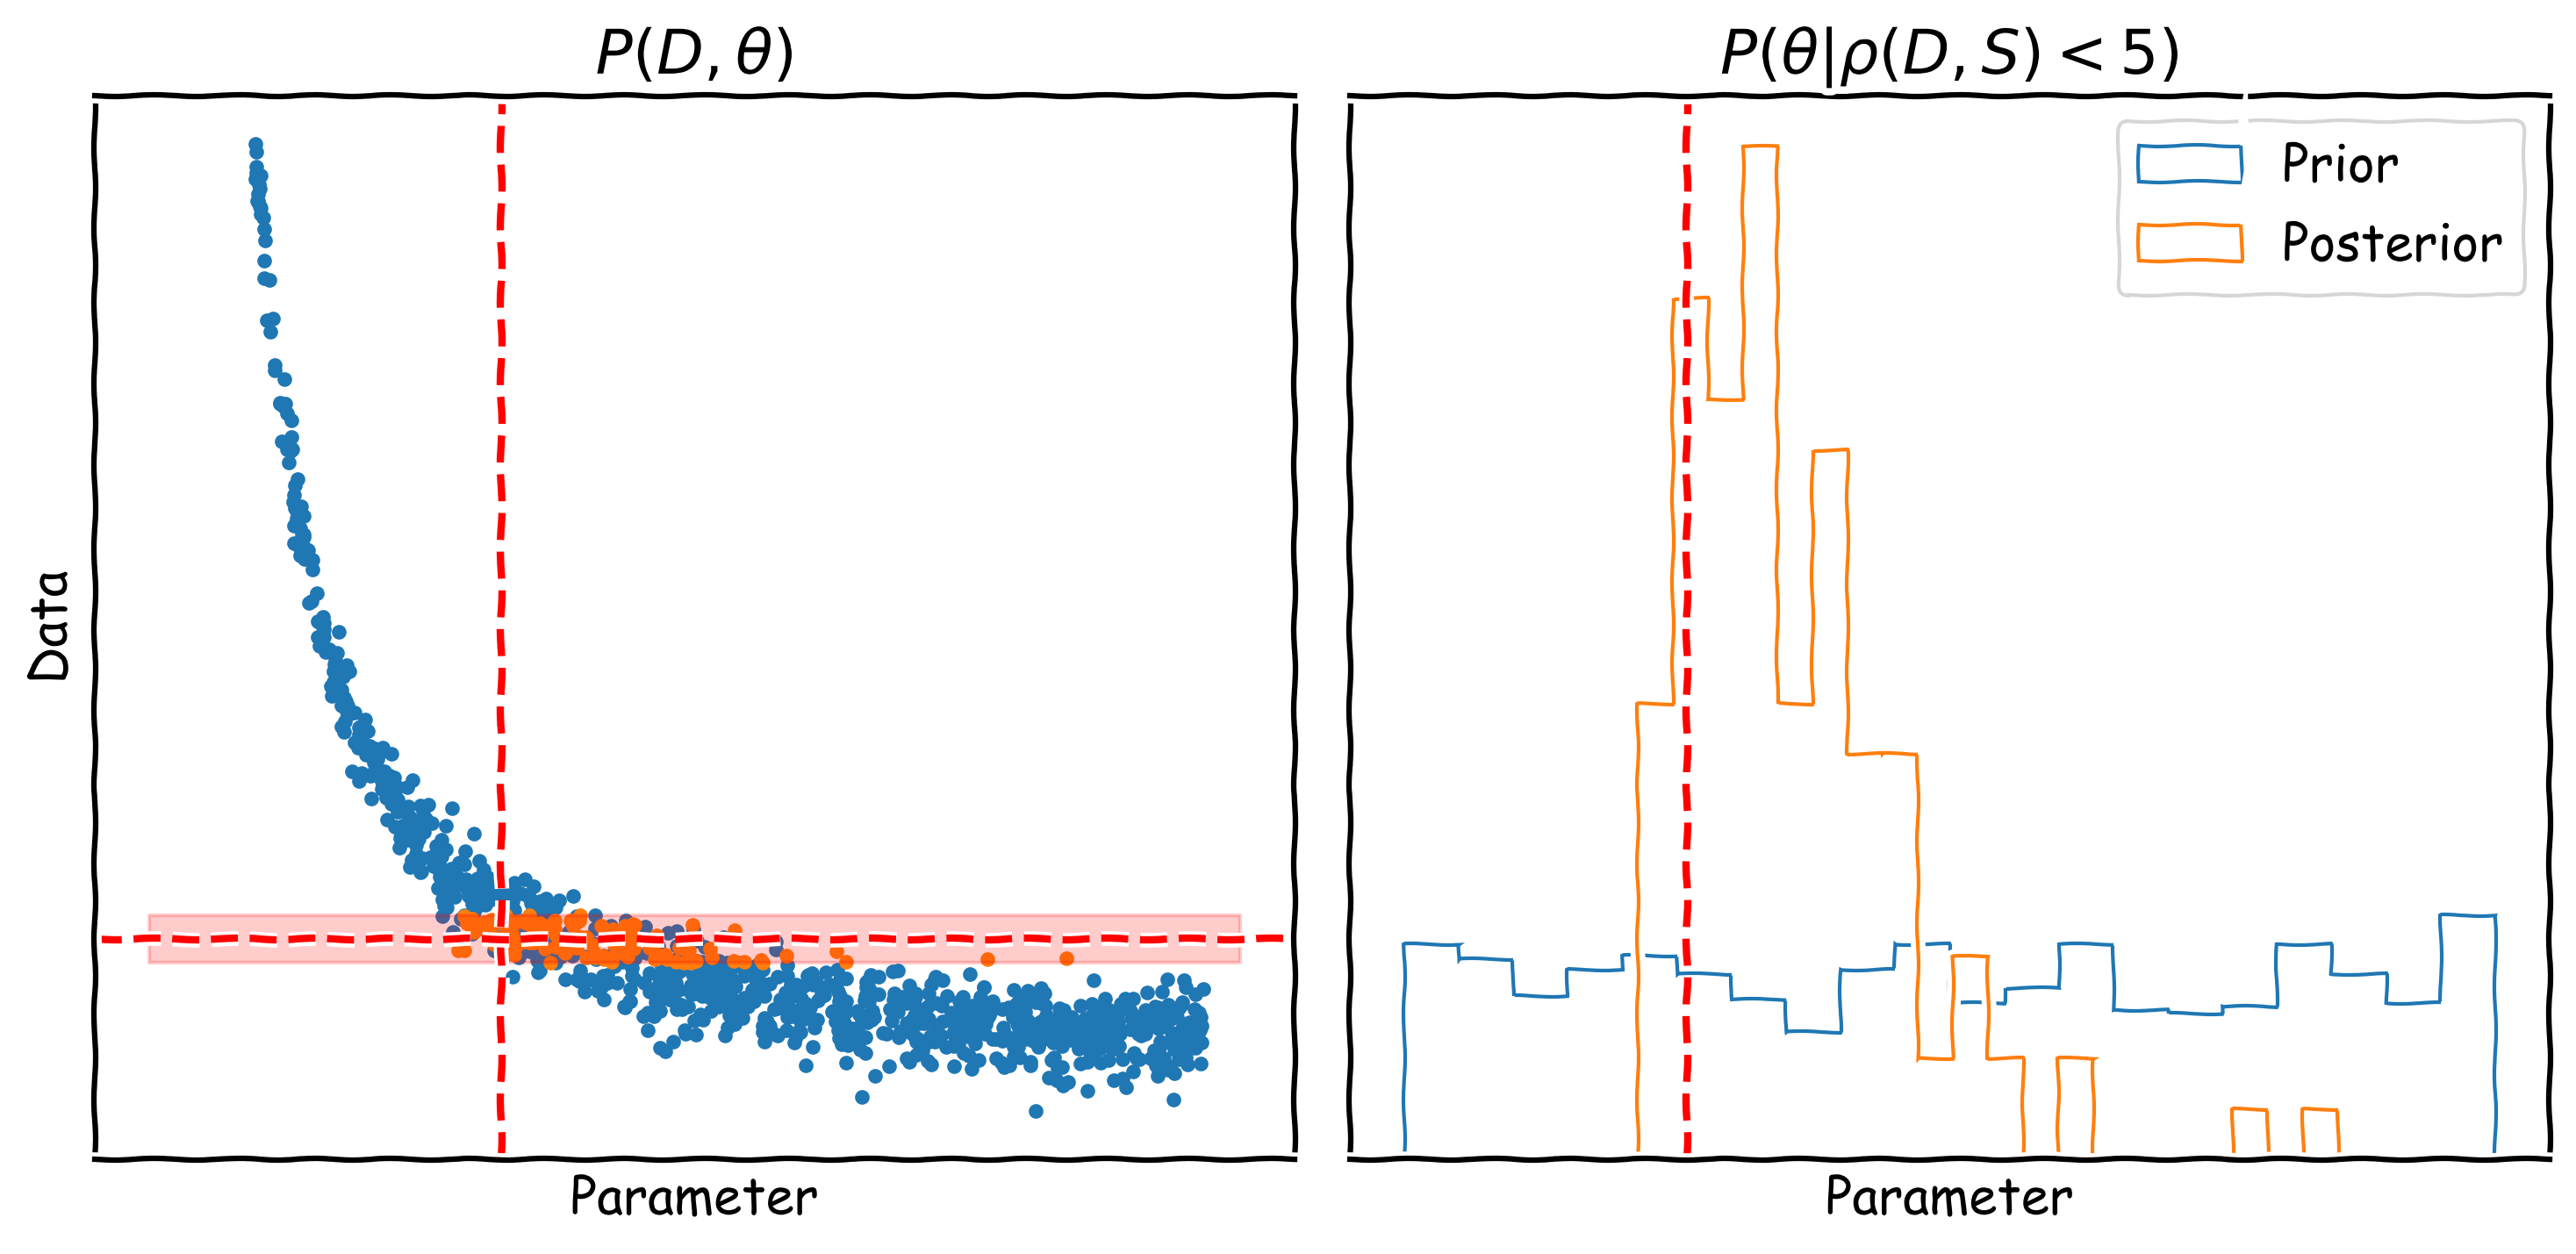 P(D, θ)
Data
Parameter
P(θ|ρ(D, S) < 5)
Prior
Posterior
Parameter